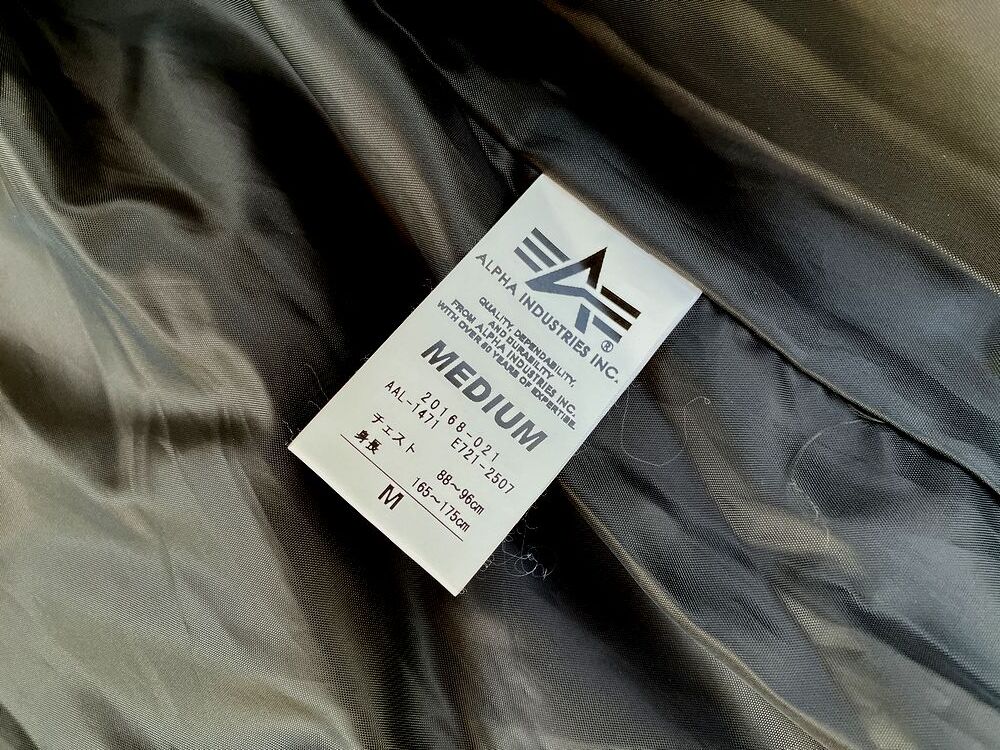 ALPHA INDUSTRIES INC.®
QUALITY, DEPENDABILITY,
AND DURABILITY
FROM ALPHA INDUSTRIES INC.
WITH OVER 50 YEARS OF EXPERTISE.
MEDIUM
20168-021
AAL-1471 E721-2507
チェスト 88~96cm
身長 165~175cm
M